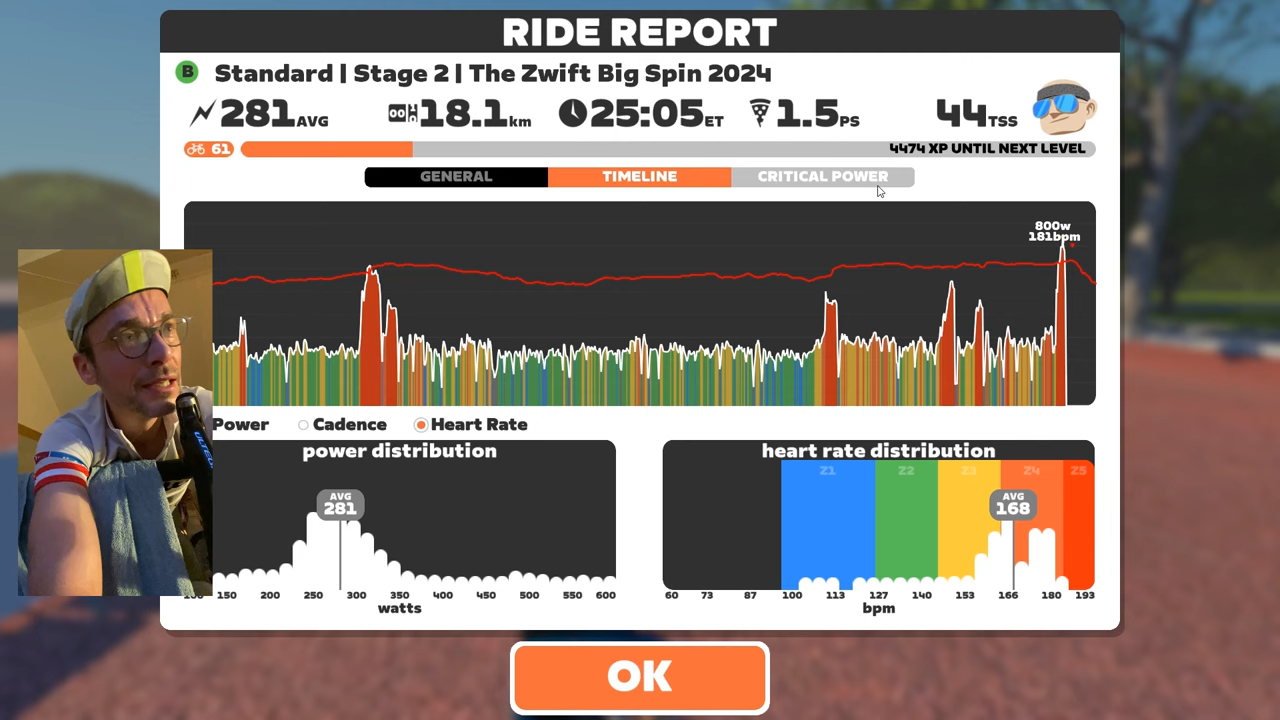 RIDE REPORT
B Standard | Stage 2 | The Zwift Big Spin 2024
281AVG 18.1km 25:05ET 1.5PS 44TSS
61 4474 XP UNTIL NEXT LEVEL
GENERAL TIMELINE CRITICAL POWER
800w
181bpm
Power Cadence Heart Rate
power distribution
AVG
281
150 200 250 300 350 400 450 500 550 600
watts
heart rate distribution
Z1 Z2 Z3 Z4 Z5
AVG
168
60 73 87 100 113 127 140 153 166 180 193
bpm
OK